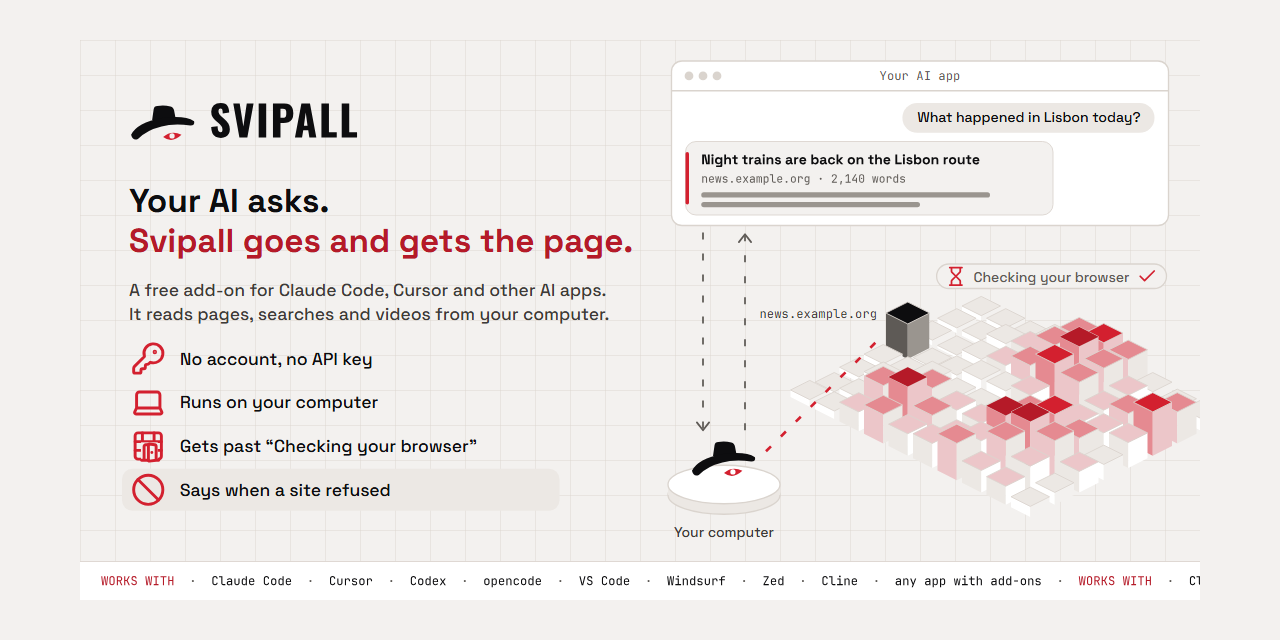 SVIPALL
Your AI asks.
Svipall goes and gets the page.
A free add-on for Claude Code, Cursor and other AI apps.
It reads pages, searches and videos from your computer.
No account, no API key
Runs on your computer
Gets past “Checking your browser”
Says when a site refused
Your AI app
What happened in Lisbon today?
Night trains are back on the Lisbon route
news.example.org · 2,140 words
Checking your browser
news.example.org
Your computer
WORKS WITH · Claude Code · Cursor · Codex · opencode · VS Code · Windsurf · Zed · Cline · any app with add-ons · WORKS WITH ·